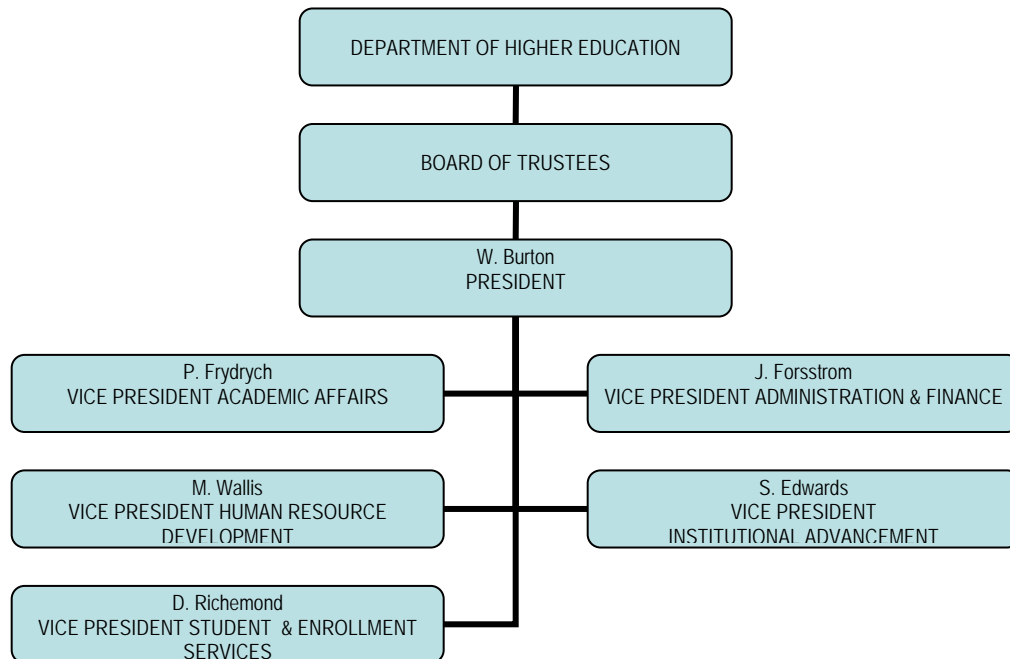 DEPARTMENT OF HIGHER EDUCATION
BOARD OF TRUSTEES
W. Burton
PRESIDENT
P. Frydrych
VICE PRESIDENT ACADEMIC AFFAIRS
J. Forsstrom
VICE PRESIDENT ADMINISTRATION & FINANCE
M. Wallis
VICE PRESIDENT HUMAN RESOURCE
DEVELOPMENT
S. Edwards
VICE PRESIDENT
INSTITUTIONAL ADVANCEMENT
D. Richemond
VICE PRESIDENT STUDENT & ENROLLMENT
SERVICES